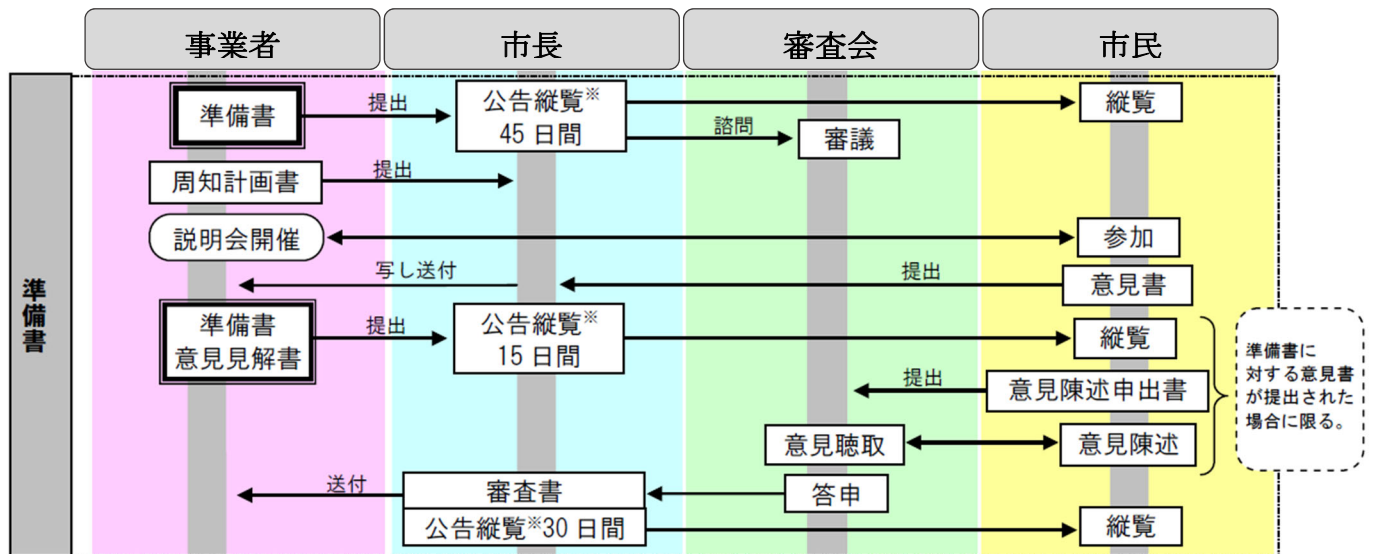 事業者
市長
審査会
市民
準備書
準備書
提出
公告縦覧※
45日間
縦覧
諮問
審議
周知計画書
提出
説明会開催
参加
写し送付
提出
意見書
準備書
意見見解書
提出
公告縦覧※
15日間
縦覧
準備書に
対する意見書
が提出された
場合に限る。
提出
意見陳述申出書
意見聴取
意見陳述
送付
審査書
答申
公告縦覧※30日間
縦覧